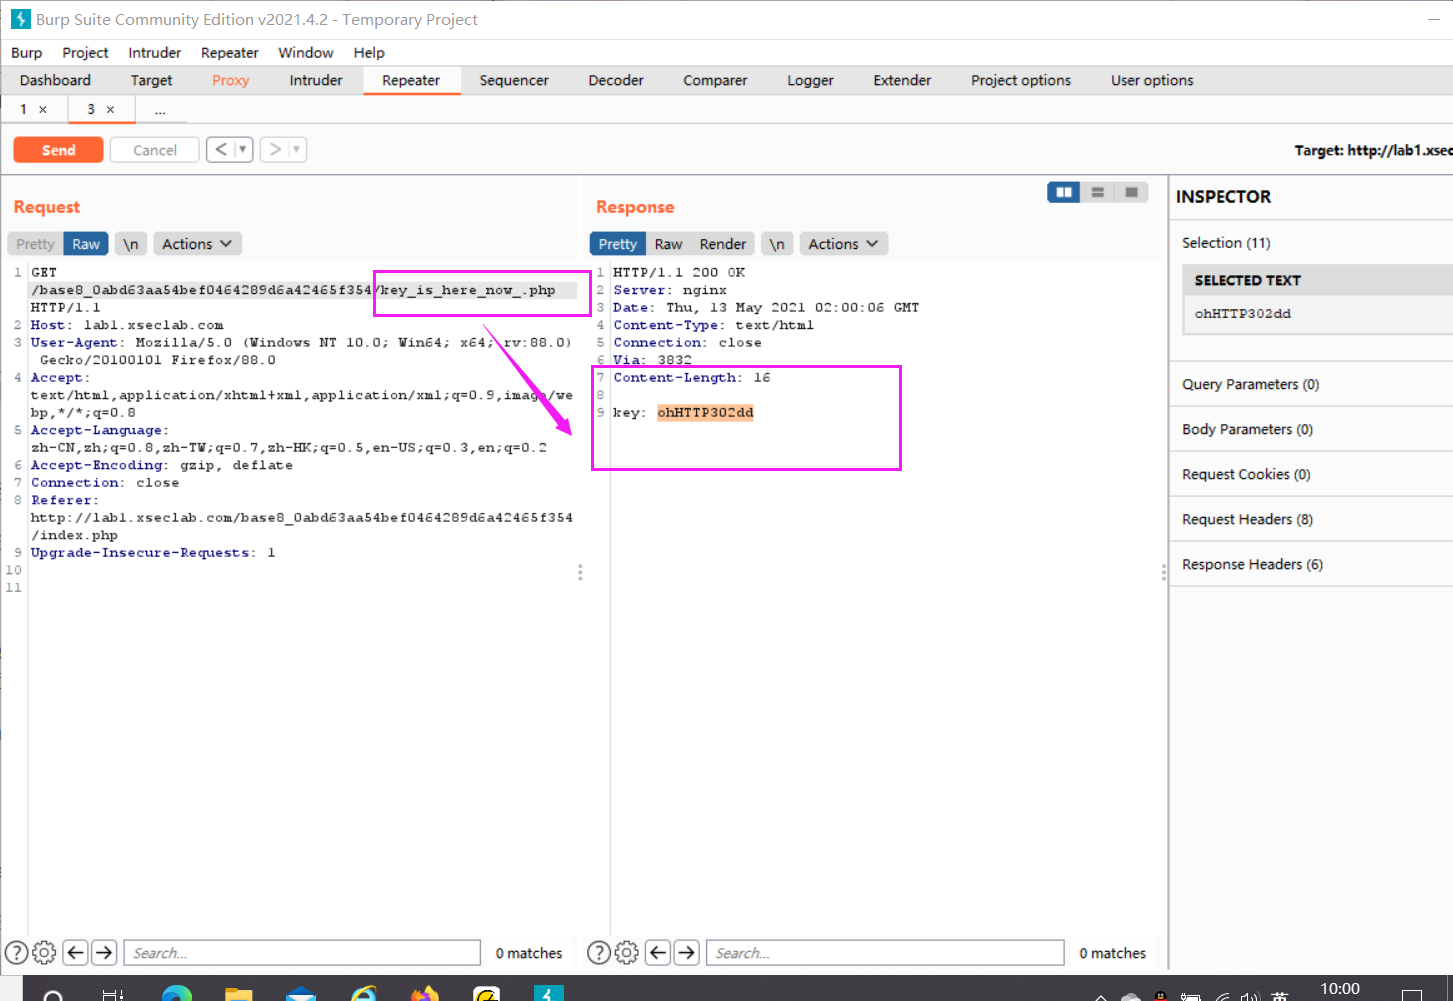 Burp Suite Community Edition v2021.4.2 - Temporary Project
Burp Project Intruder Repeater Window Help
Dashboard Target Proxy Intruder Repeater Sequencer Decoder Comparer Logger Extender Project options User options
1 × 3 × ...
Send Cancel < ▼ > ▼ Target: http://lab1.xsec
Request
Pretty Raw \n Actions
1 GET
/base8_0abd63aa54bef0464289d6a42465f354/key_is_here_now_.php
HTTP/1.1
2 Host: lab1.xseclab.com
3 User-Agent: Mozilla/5.0 (Windows NT 10.0; Win64; x64; rv:88.0)
Gecko/20100101 Firefox/88.0
4 Accept:
text/html,application/xhtml+xml,application/xml;q=0.9,image/we
bp,*/*;q=0.8
5 Accept-Language:
zh-CN,zh;q=0.8,zh-TW;q=0.7,zh-HK;q=0.5,en-US;q=0.3,en;q=0.2
6 Accept-Encoding: gzip, deflate
7 Connection: close
8 Referer:
http://lab1.xseclab.com/base8_0abd63aa54bef0464289d6a42465f354
/index.php
9 Upgrade-Insecure-Requests: 1
10
11
Search... 0 matches
Response
Pretty Raw Render \n Actions
1 HTTP/1.1 200 OK
2 Server: nginx
3 Date: Thu, 13 May 2021 02:00:06 GMT
4 Content-Type: text/html
5 Connection: close
6 Via: 3832
7 Content-Length: 16
8
9 key: ohHTTP302dd
Search... 0 matches
INSPECTOR
Selection (11)
SELECTED TEXT
ohHTTP302dd
Query Parameters (0)
Body Parameters (0)
Request Cookies (0)
Request Headers (8)
Response Headers (6)
英
10:00